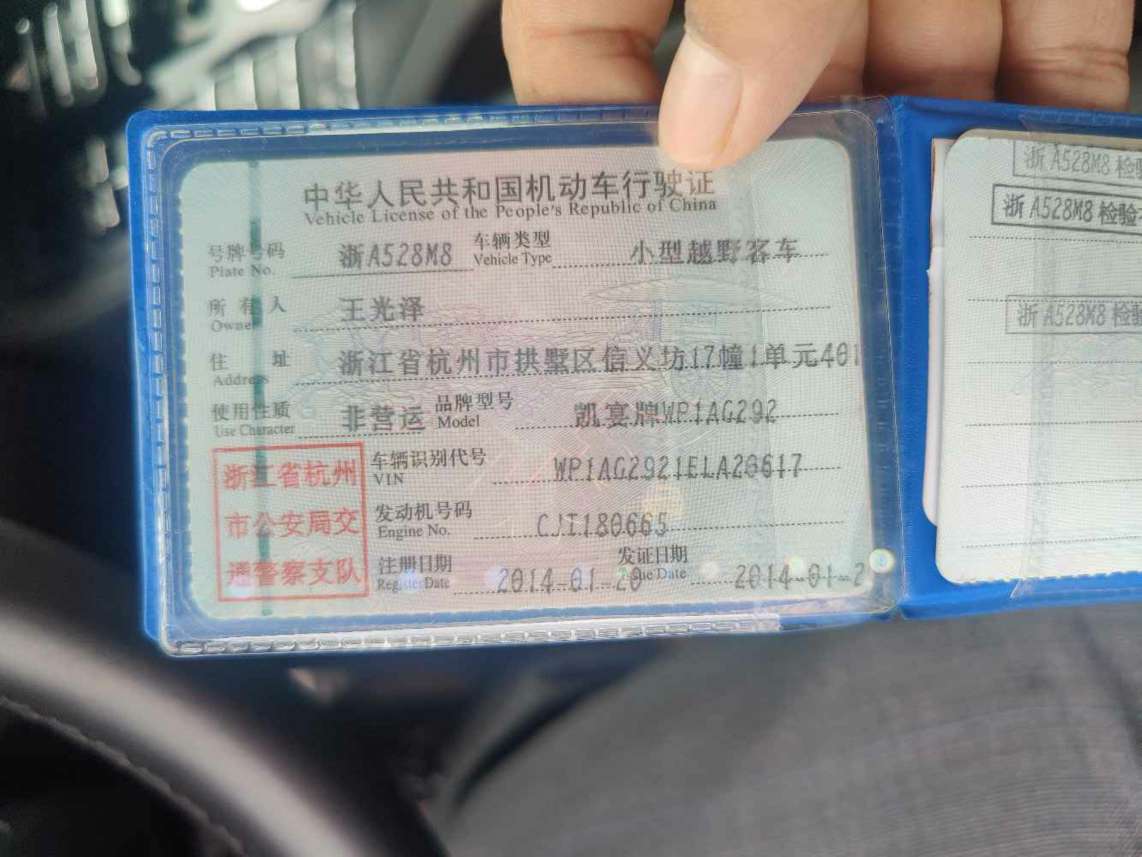 中华人民共和国机动车行驶证
Vehicle License of the People's Republic of China
号牌号码 浙A528M8 车辆类型 小型越野客车
Plate No. Vehicle Type
所有人 王光泽
Owner
住址 浙江省杭州市拱墅区信义坊17幢1单元401
Address
使用性质 非营运 品牌型号 凯宴牌WP1AG292
Use Character Model
车辆识别代号 WP1AG2921ELA28617
VIN
发动机号码 CJT180665
Engine No.
注册日期 2014-01-20 发证日期 2014-01-2
Register Date Issue Date
浙江省杭州
市公安局交
通警察支队
浙A528M8 检
浙A528M8 检验
浙A528M8 检